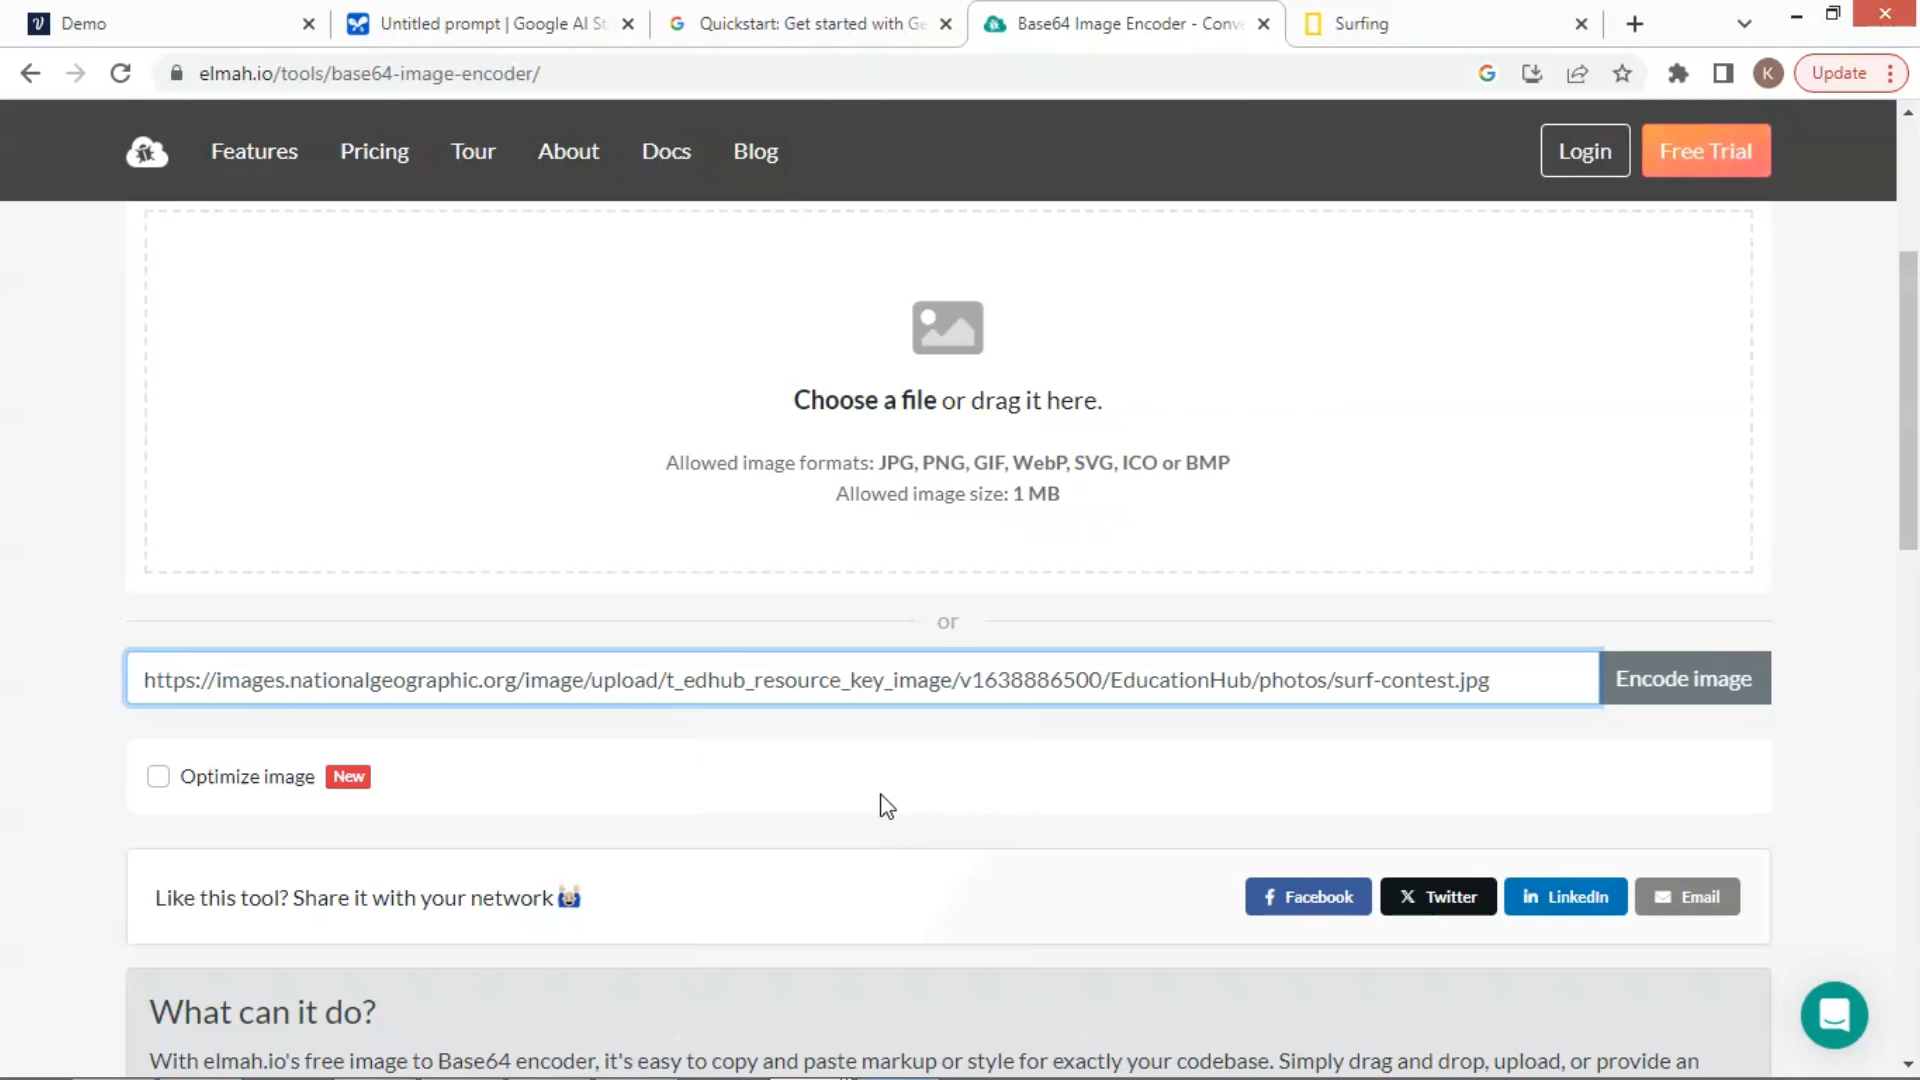 Demo
Untitled prompt | Google AI St
Quickstart: Get started with Ge
Base64 Image Encoder - Conv
Surfing
elmah.io/tools/base64-image-encoder/
K
Update
Features
Pricing
Tour
About
Docs
Blog
Login
Free Trial
Choose a file or drag it here.
Allowed image formats: JPG, PNG, GIF, WebP, SVG, ICO or BMP
Allowed image size: 1 MB
or
https://images.nationalgeographic.org/image/upload/t_edhub_resource_key_image/v1638886500/EducationHub/photos/surf-contest.jpg
Encode image
Optimize image
New
Like this tool? Share it with your network
Facebook
Twitter
LinkedIn
Email
What can it do?
With elmah.io's free image to Base64 encoder, it's easy to copy and paste markup or style for exactly your codebase. Simply drag and drop, upload, or provide an